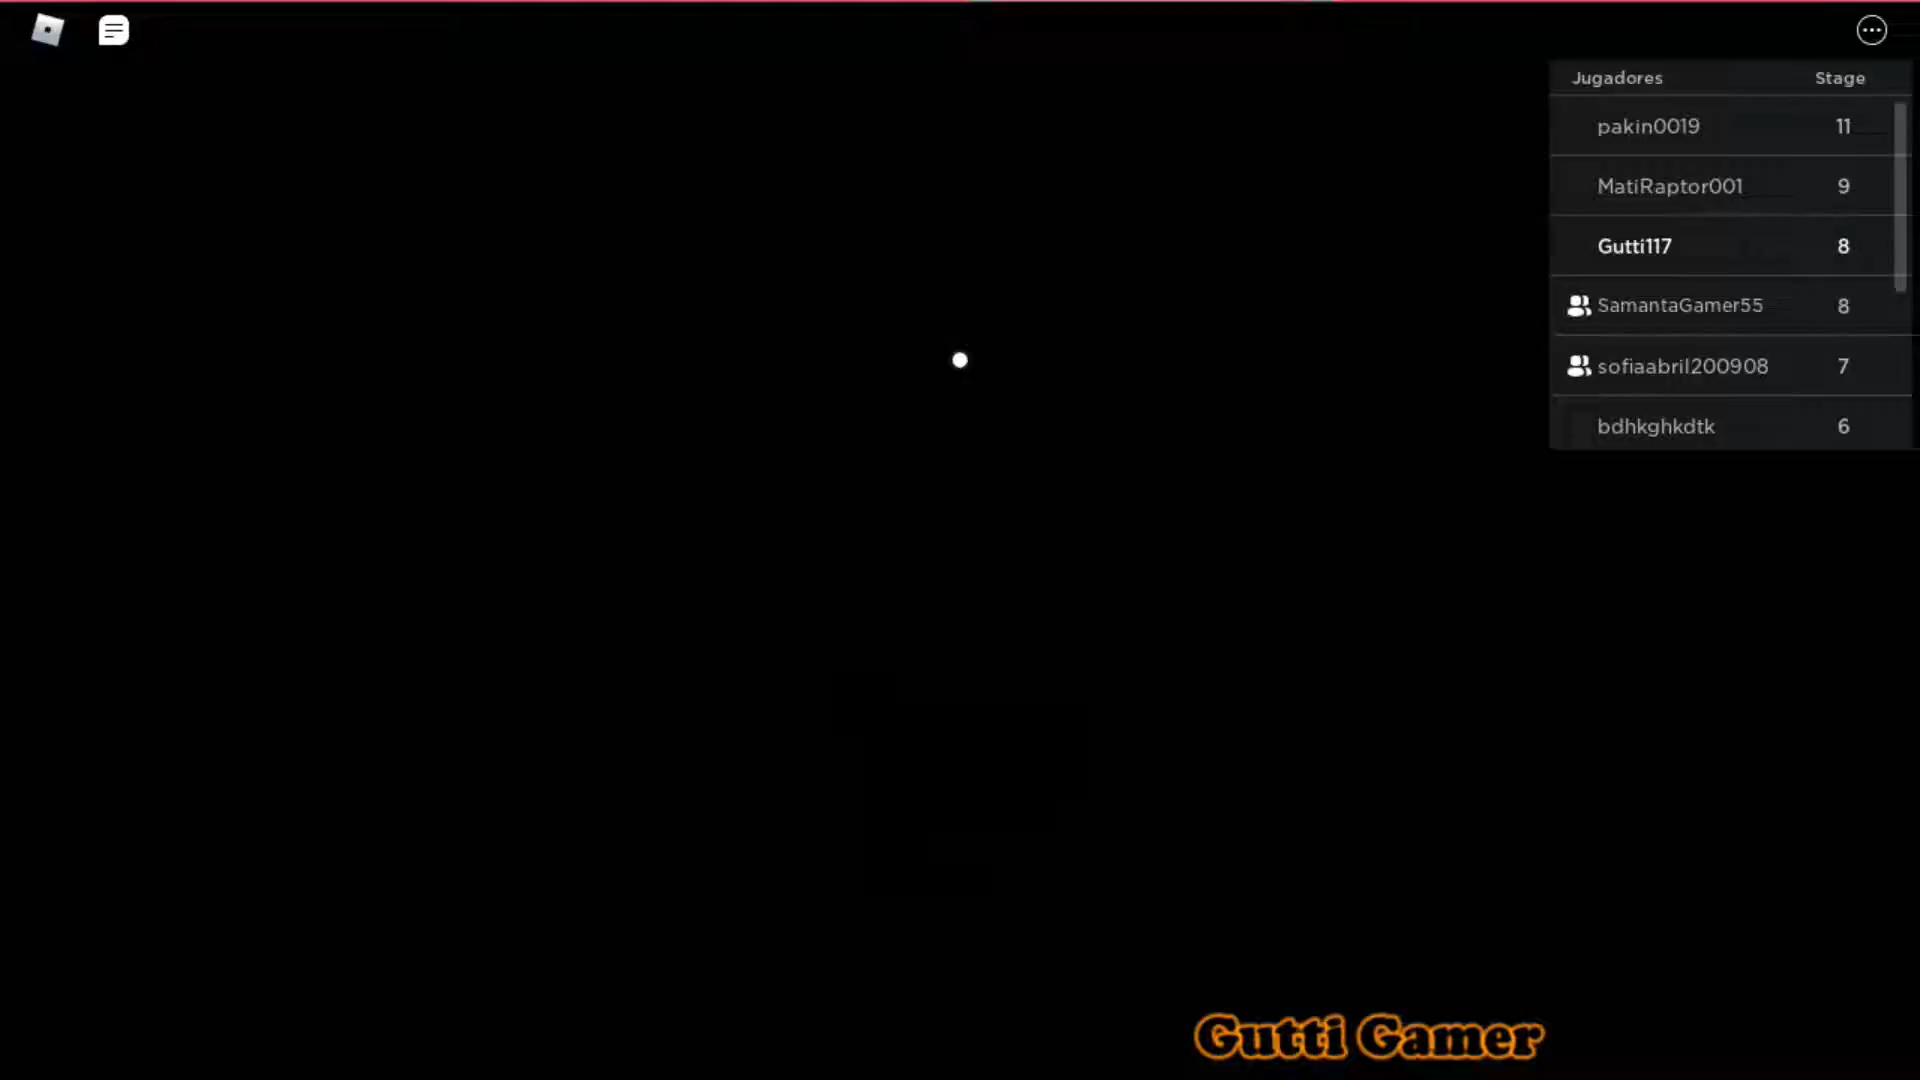 Jugadores Stage
pakin0019 11
MatiRaptor001 9
Gutti117 8
SamantaGamer55 8
sofiaabril200908 7
bdhkghkdtk 6
Gutti Gamer